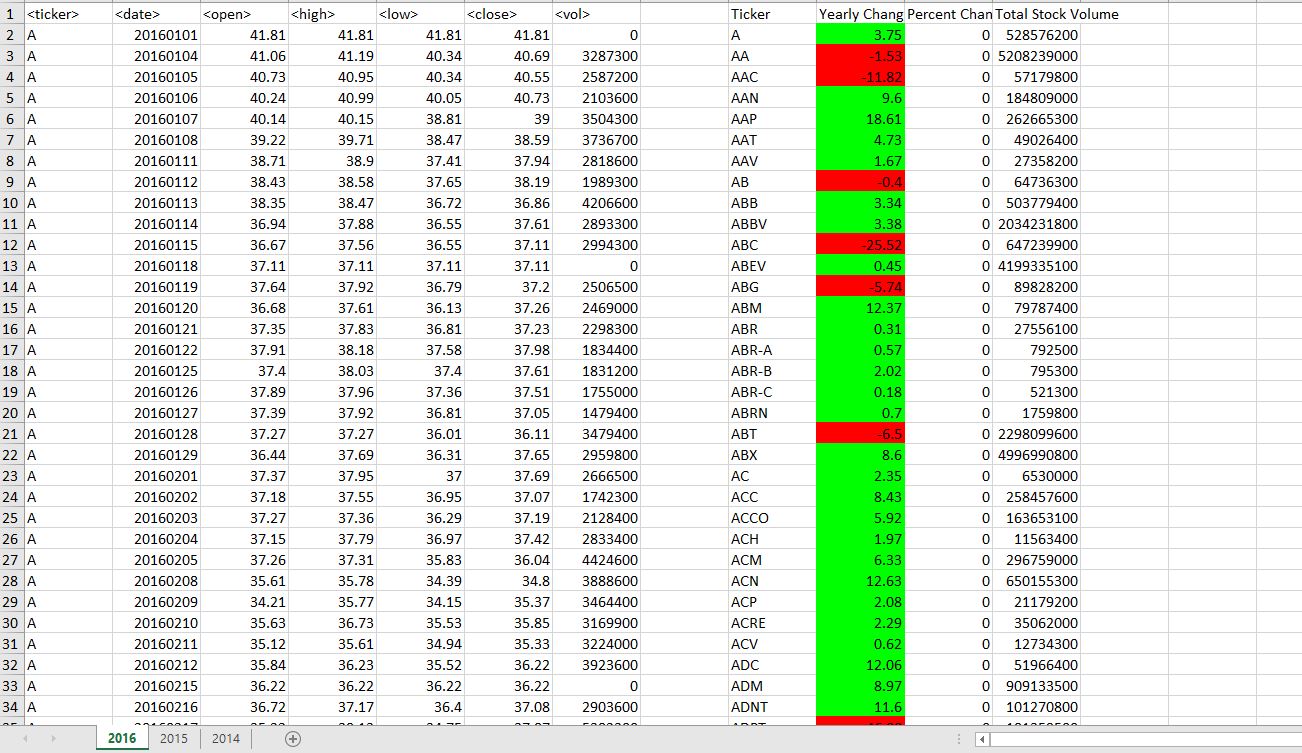 1 <ticker> <date> <open> <high> <low> <close> <vol> Ticker Yearly Chang Percent Chan Total Stock Volume
2 A 20160101 41.81 41.81 41.81 41.81 0 A 3.75 0 528576200
3 A 20160104 41.06 41.19 40.34 40.69 3287300 AA -1.53 0 5208239000
4 A 20160105 40.73 40.95 40.34 40.55 2587200 AAC -11.82 0 57179800
5 A 20160106 40.24 40.99 40.05 40.73 2103600 AAN 9.6 0 184809000
6 A 20160107 40.14 40.15 38.81 39 3504300 AAP 18.61 0 262665300
7 A 20160108 39.22 39.71 38.47 38.59 3736700 AAT 4.73 0 49026400
8 A 20160111 38.71 38.9 37.41 37.94 2818600 AAV 1.67 0 27358200
9 A 20160112 38.43 38.58 37.65 38.19 1989300 AB -0.4 0 64736300
10 A 20160113 38.35 38.47 36.72 36.86 4206600 ABB 3.34 0 503779400
11 A 20160114 36.94 37.88 36.55 37.61 2893300 ABBV 3.38 0 2034231800
12 A 20160115 36.67 37.56 36.55 37.11 2994300 ABC -25.52 0 647239900
13 A 20160118 37.11 37.11 37.11 37.11 0 ABEV 0.45 0 4199335100
14 A 20160119 37.64 37.92 36.79 37.2 2506500 ABG -5.74 0 89828200
15 A 20160120 36.68 37.61 36.13 37.26 2469000 ABM 12.37 0 79787400
16 A 20160121 37.35 37.83 36.81 37.23 2298300 ABR 0.31 0 27556100
17 A 20160122 37.91 38.18 37.58 37.98 1834400 ABR-A 0.57 0 792500
18 A 20160125 37.4 38.03 37.4 37.61 1831200 ABR-B 2.02 0 795300
19 A 20160126 37.89 37.96 37.36 37.51 1755000 ABR-C 0.18 0 521300
20 A 20160127 37.39 37.92 36.81 37.05 1479400 ABRN 0.7 0 1759800
21 A 20160128 37.27 37.27 36.01 36.11 3479400 ABT -6.5 0 2298099600
22 A 20160129 36.44 37.69 36.31 37.65 2959800 ABX 8.6 0 4996990800
23 A 20160201 37.37 37.95 37 37.69 2666500 AC 2.35 0 6530000
24 A 20160202 37.18 37.55 36.95 37.07 1742300 ACC 8.43 0 258457600
25 A 20160203 37.27 37.36 36.29 37.19 2128400 ACCO 5.92 0 163653100
26 A 20160204 37.15 37.79 36.97 37.42 2833400 ACH 1.97 0 11563400
27 A 20160205 37.26 37.31 35.83 36.04 4424600 ACM 6.33 0 296759000
28 A 20160208 35.61 35.78 34.39 34.8 3888600 ACN 12.63 0 650155300
29 A 20160209 34.21 35.77 34.15 35.37 3464400 ACP 2.08 0 21179200
30 A 20160210 35.63 36.73 35.53 35.85 3169900 ACRE 2.29 0 35062000
31 A 20160211 35.12 35.61 34.94 35.33 3224000 ACV 0.62 0 12734300
32 A 20160212 35.84 36.23 35.52 36.22 3923600 ADC 12.06 0 51966400
33 A 20160215 36.22 36.22 36.22 36.22 0 ADM 8.97 0 909133500
34 A 20160216 36.72 37.17 36.4 37.08 2903600 ADNT 11.6 0 101270800
2016 2015 2014